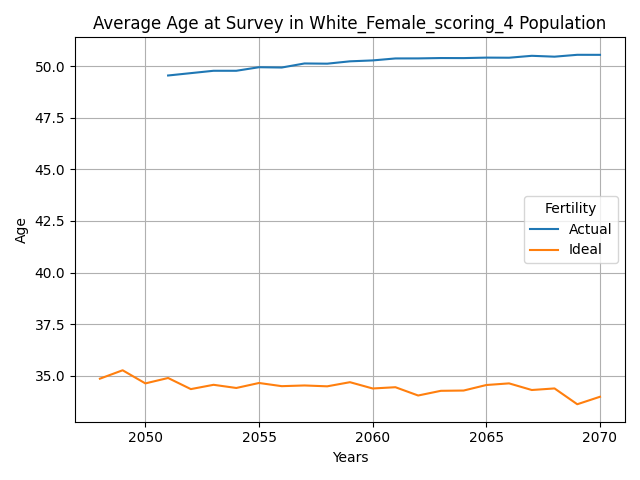 Average Age at Survey in White_Female_scoring_4 Population
50.0
47.5
45.0
42.5
40.0
37.5
35.0
Age
Fertility
Actual
Ideal
2050 2055 2060 2065 2070
Years